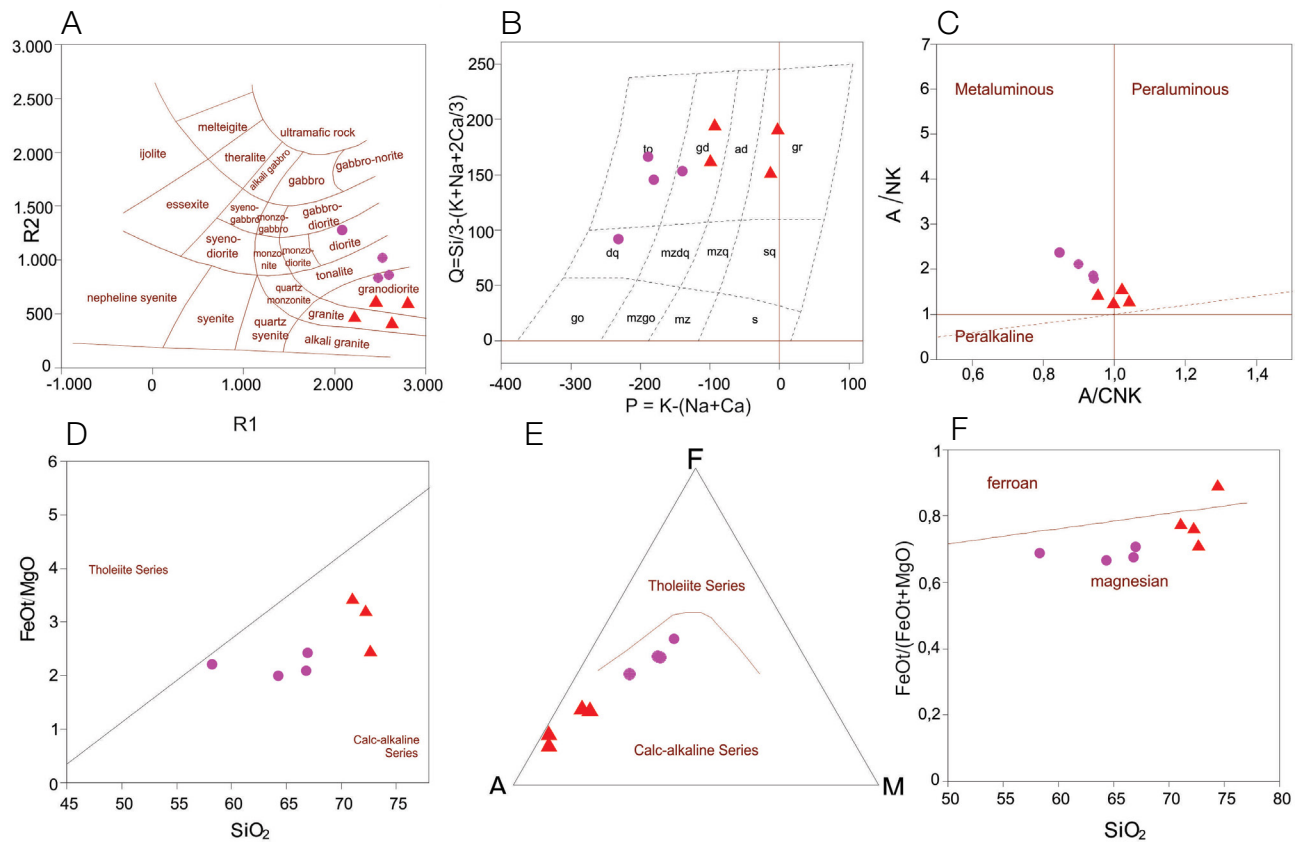 A
3.000
2.500
2.000
1.500
1.000
500
0
R2
-1.000
0
1.000
2.000
3.000
R1
ijolite
melteigite
ultramafic rock
theralite
alkali gabbro
gabbro
gabbro-norite
essexite
syeno-
gabbro
monzo-
gabbro
gabbro-
diorite
syeno-
diorite
monzo-
nite
monzo-
diorite
diorite
tonalite
nepheline syenite
quartz
monzonite
granodiorite
syenite
quartz
syenite
granite
alkali granite
B
250
200
150
100
50
0
Q=Si/3-(K+Na+2Ca/3)
-400
-300
-200
-100
0
100
P = K-(Na+Ca)
to
gd
ad
gr
dq
mzdq
mzq
sq
go
mzgo
mz
s
C
7
6
5
4
3
2
1
0
A/NK
0,6
0,8
1,0
1,2
1,4
A/CNK
Metaluminous
Peraluminous
Peralkaline
D
6
5
4
3
2
1
0
FeOt/MgO
45
50
55
60
65
70
75
SiO₂
Tholeiite Series
Calc-alkaline
Series
E
F
A
M
Tholeiite Series
Calc-alkaline Series
F
1
0,8
0,6
0,4
0,2
0
FeOt/(FeOt+MgO)
50
55
60
65
70
75
80
SiO₂
ferroan
magnesian